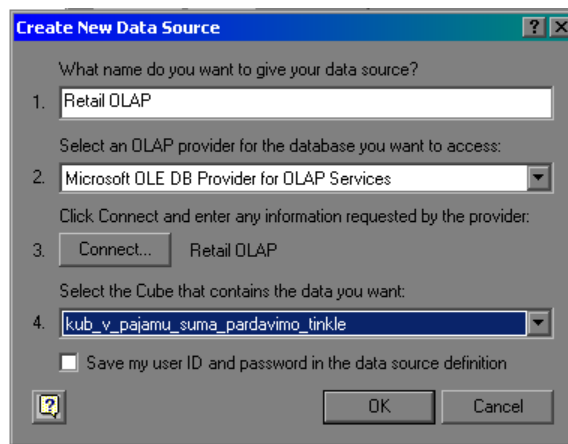 Create New Data Source
What name do you want to give your data source?
1. Retail OLAP
Select an OLAP provider for the database you want to access:
2. Microsoft OLE DB Provider for OLAP Services
Click Connect and enter any information requested by the provider:
3. Connect... Retail OLAP
Select the Cube that contains the data you want:
4. kub_v_pajamu_suma_pardavimo_tinkle
Save my user ID and password in the data source definition
OK Cancel